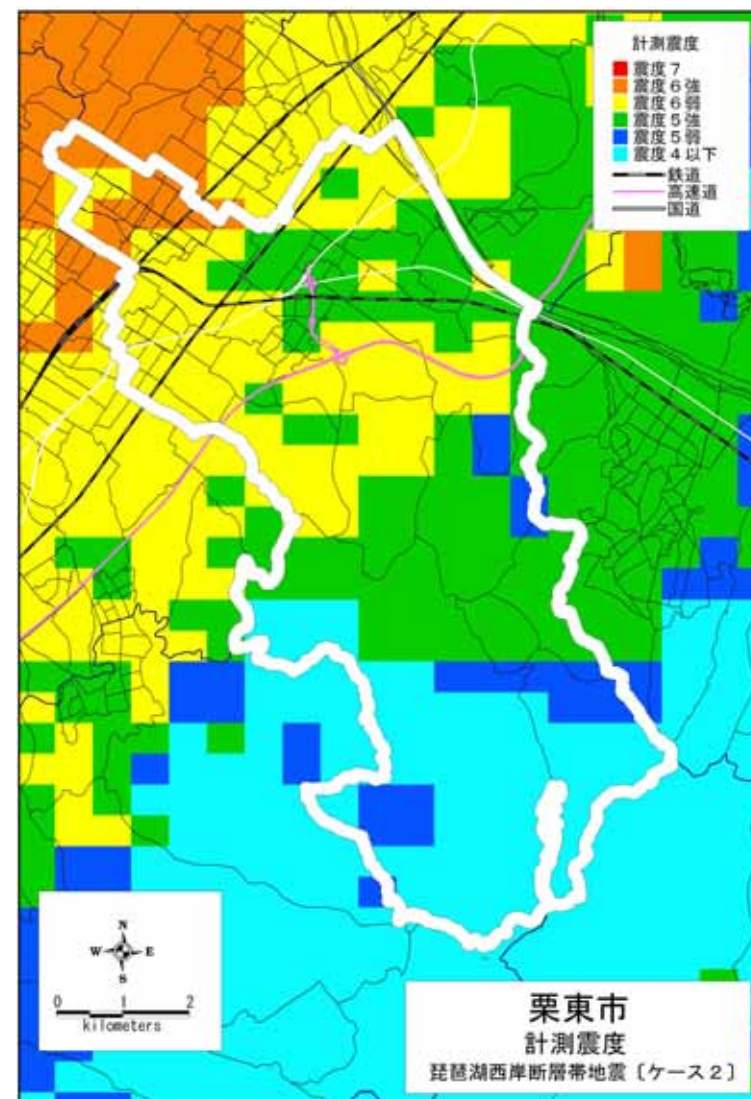 計測震度
震度7
震度6強
震度6弱
震度5強
震度5弱
震度4以下
鉄道
高速道
国道
N
W E
S
0 1 2
kilometers
栗東市
計測震度
琵琶湖西岸断層帯地震〔ケース2〕